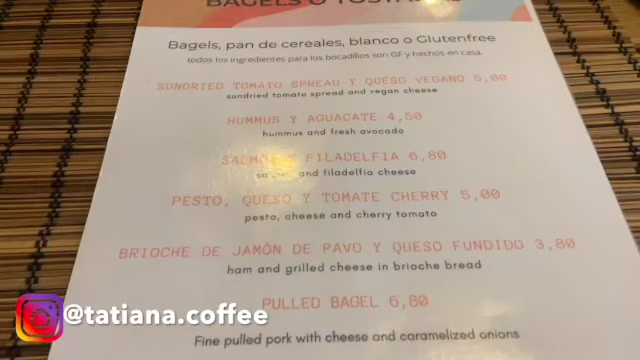 BAGELS O TOSTADAS
Bagels, pan de cereales, blanco o Glutenfree
todos los ingredientes para los bocadillos son GF y hechos en casa.
SUNDRIED TOMATO SPREAD Y QUESO VEGANO 5,00
sundried tomato spread and vegan cheese
HUMMUS Y AGUACATE 4,50
hummus and fresh avocado
SALMON Y FILADELFIA 6,80
and filadelfia cheese
PESTO, QUESO Y TOMATE CHERRY 5,00
pesto, cheese and cherry tomato
BRIOCHE DE JAMÓN DE PAVO Y QUESO FUNDIDO 3,80
ham and grilled cheese in brioche bread
PULLED BAGEL 6,80
Fine pulled pork with cheese and caramelized onions
@tatiana.coffee